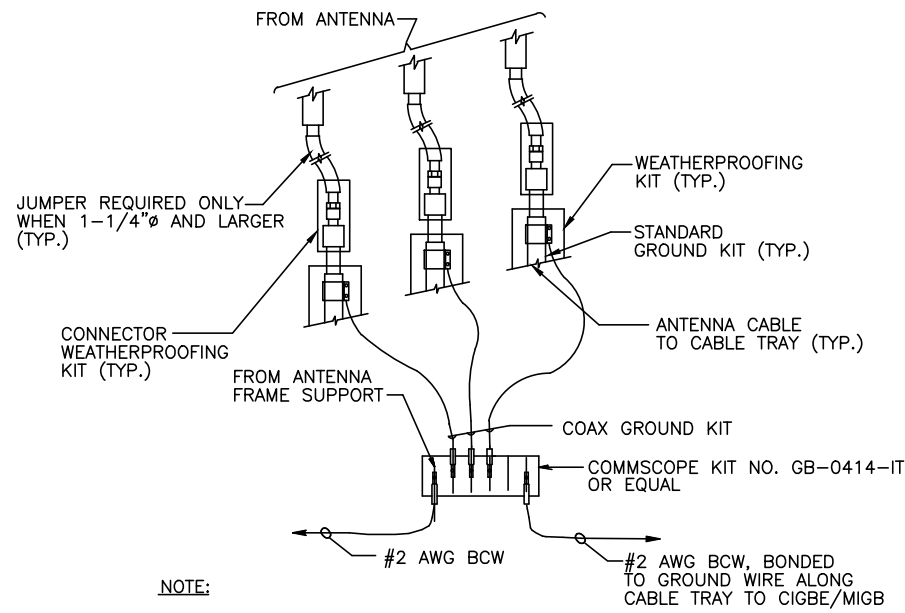 FROM ANTENNA
JUMPER REQUIRED ONLY
WHEN 1-1/4"ø AND LARGER
(TYP.)
WEATHERPROOFING
KIT (TYP.)
STANDARD
GROUND KIT (TYP.)
CONNECTOR
WEATHERPROOFING
KIT (TYP.)
ANTENNA CABLE
TO CABLE TRAY (TYP.)
FROM ANTENNA
FRAME SUPPORT
COAX GROUND KIT
COMMSCOPE KIT NO. GB-0414-IT
OR EQUAL
#2 AWG BCW
#2 AWG BCW, BONDED
TO GROUND WIRE ALONG
CABLE TRAY TO CIGBE/MIGB
NOTE: